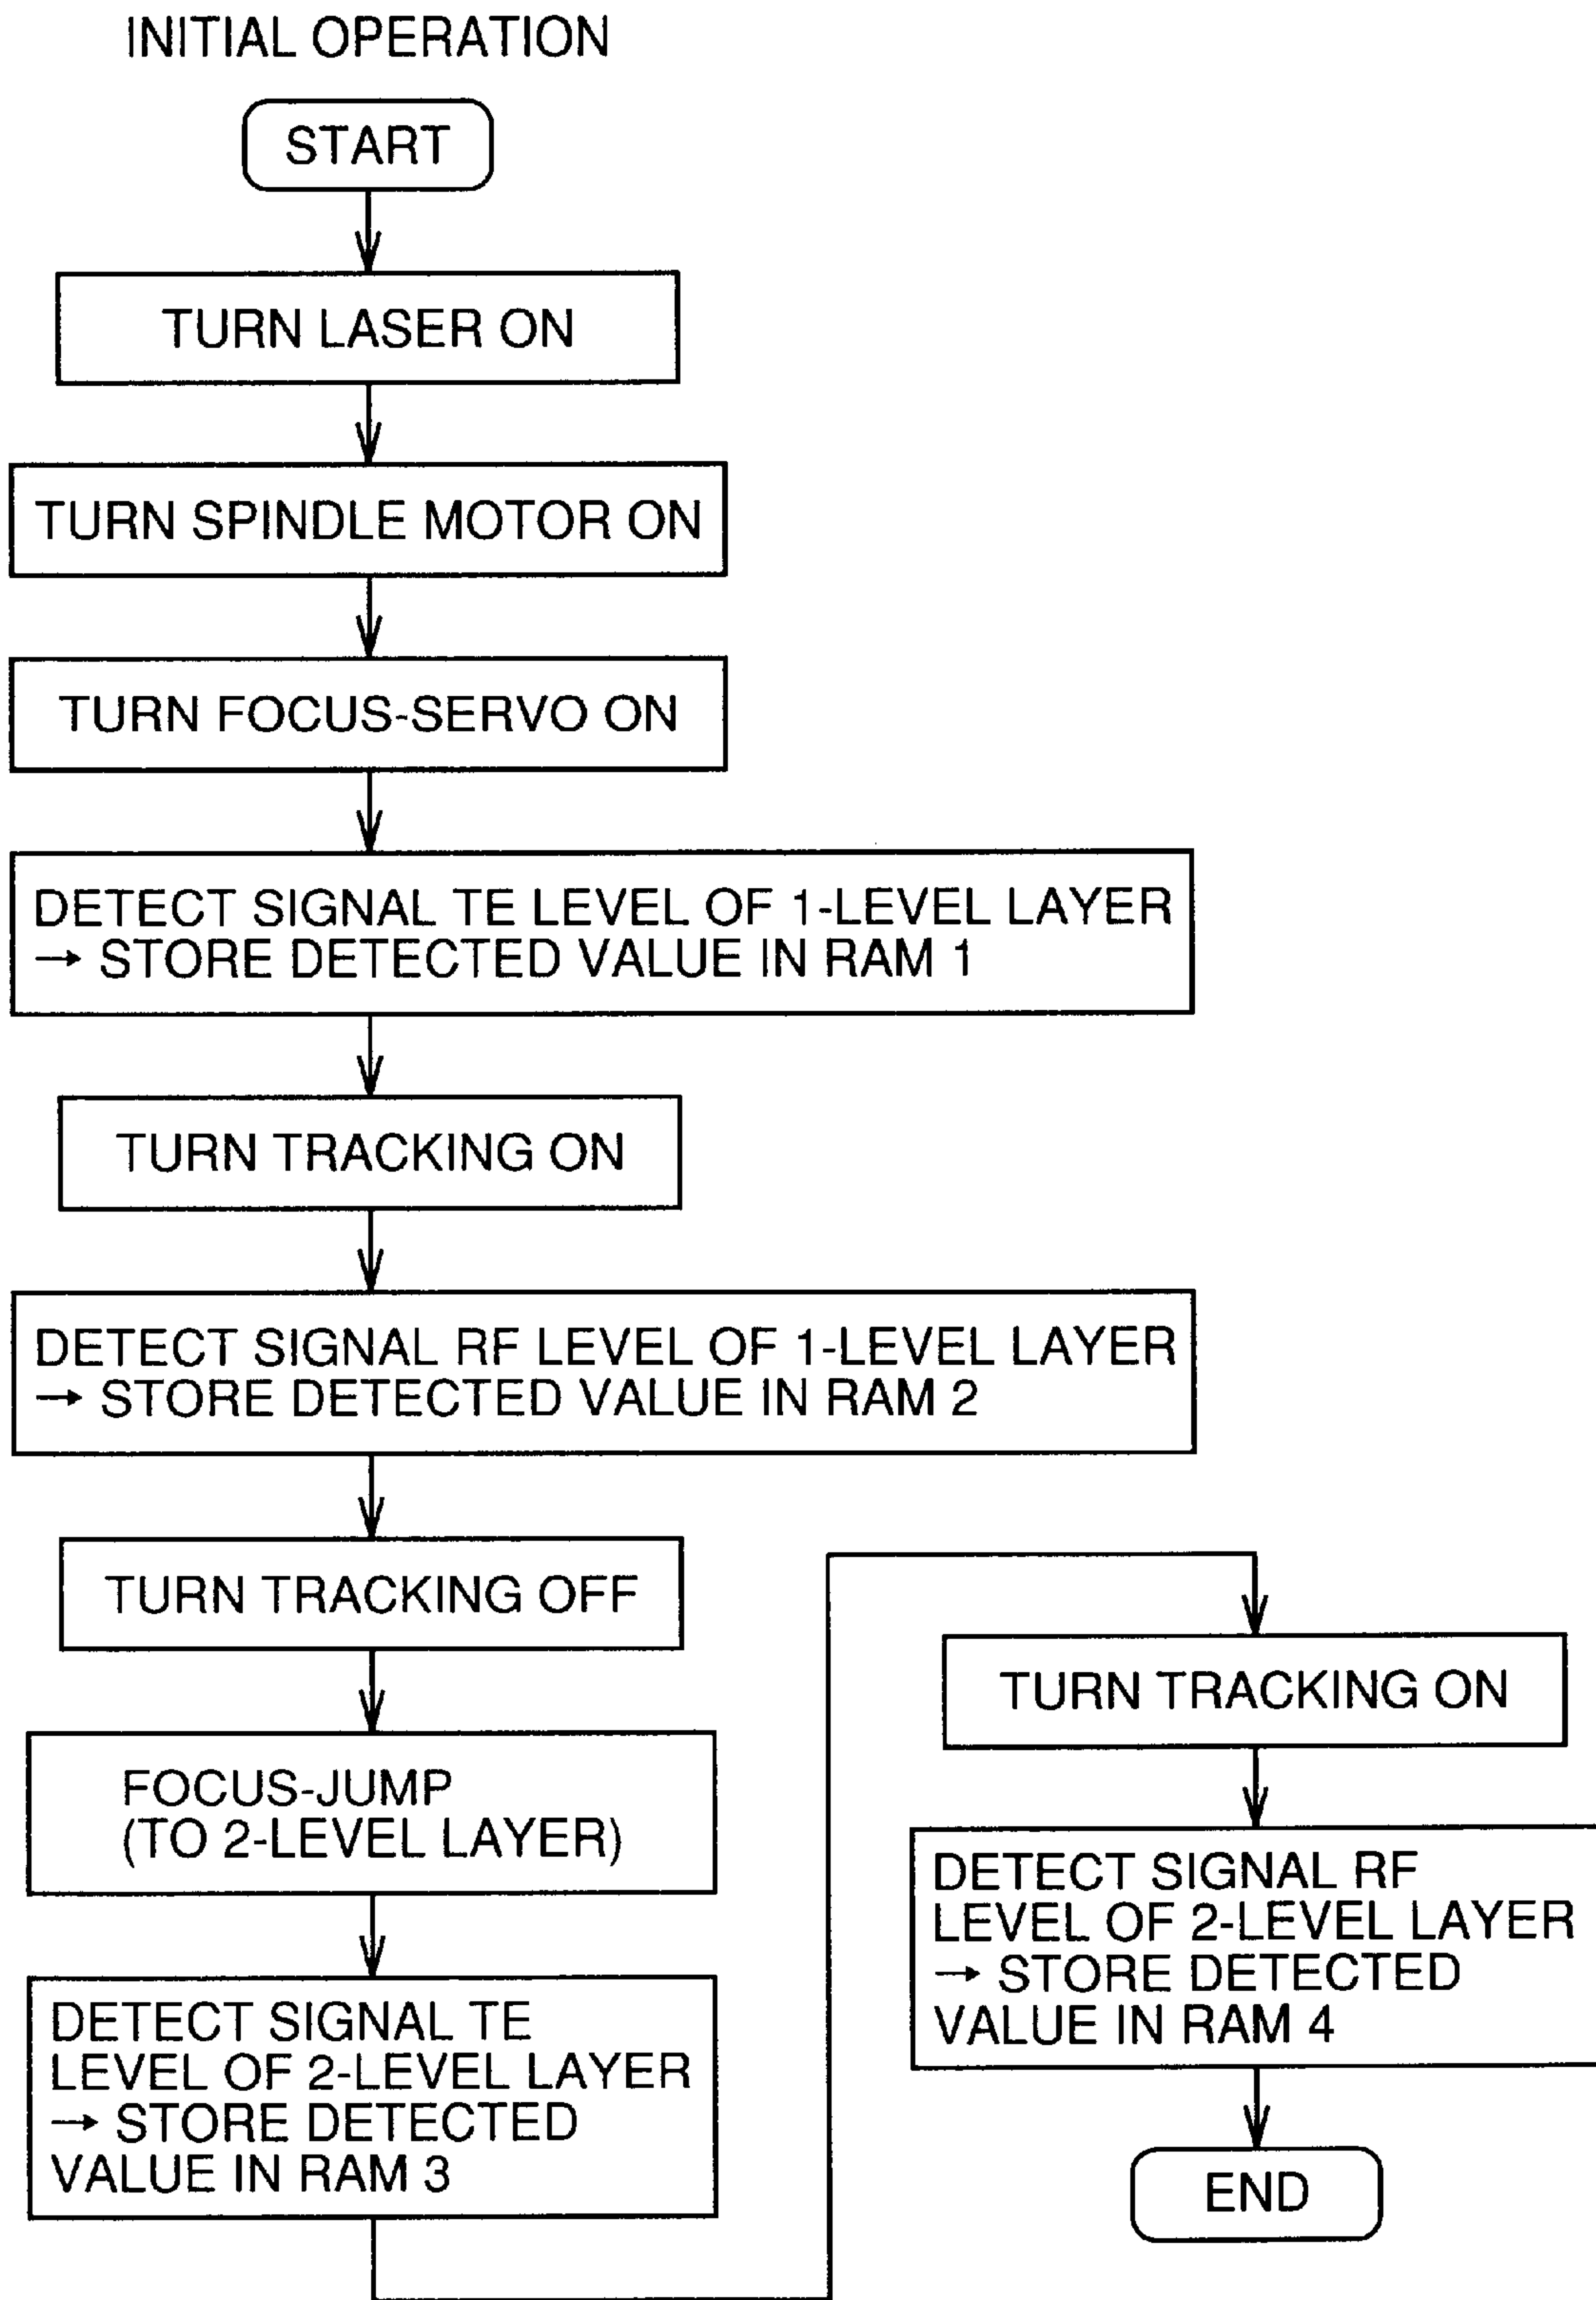 INITIAL OPERATION
START
TURN LASER ON
TURN SPINDLE MOTOR ON
TURN FOCUS-SERVO ON
DETECT SIGNAL TE LEVEL OF 1-LEVEL LAYER
→ STORE DETECTED VALUE IN RAM 1
TURN TRACKING ON
DETECT SIGNAL RF LEVEL OF 1-LEVEL LAYER
→ STORE DETECTED VALUE IN RAM 2
TURN TRACKING OFF
FOCUS-JUMP
(TO 2-LEVEL LAYER)
DETECT SIGNAL TE
LEVEL OF 2-LEVEL LAYER
→ STORE DETECTED
VALUE IN RAM 3
TURN TRACKING ON
DETECT SIGNAL RF
LEVEL OF 2-LEVEL LAYER
→ STORE DETECTED
VALUE IN RAM 4
END